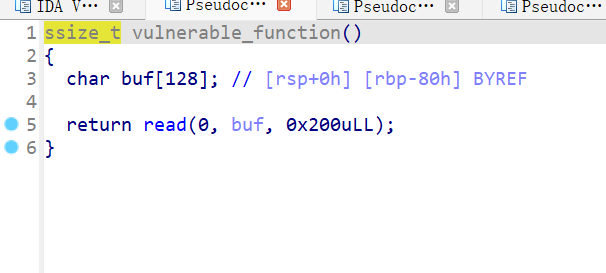 IDA V… Pseudoc… Pseudoc… Pseudoc…
1 ssize_t vulnerable_function()
2 {
3 char buf[128]; // [rsp+0h] [rbp-80h] BYREF
4
5 return read(0, buf, 0x200uLL);
6 }